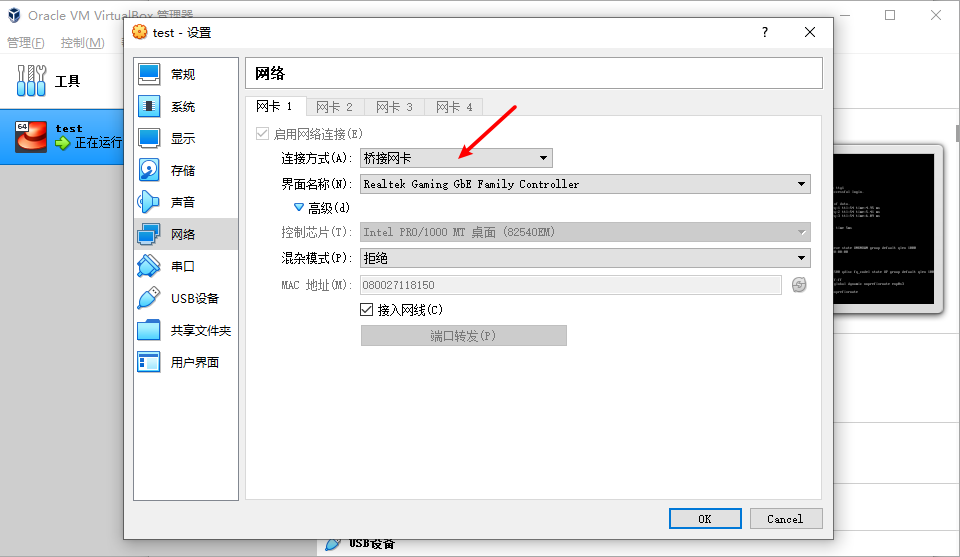 Oracle VM VirtualBox 管理器
管理(F) 控制(M)
工具
64
test
正在运行
test - 设置
?
常规
系统
显示
存储
声音
网络
串口
USB设备
共享文件夹
用户界面
网络
网卡 1 网卡 2 网卡 3 网卡 4
启用网络连接(E)
连接方式(A): 桥接网卡
界面名称(N): Realtek Gaming GbE Family Controller
高级(d)
控制芯片(T): Intel PRO/1000 MT 桌面 (82540EM)
混杂模式(P): 拒绝
MAC 地址(M): 080027118150
接入网线(C)
端口转发(P)
OK Cancel
USB设备